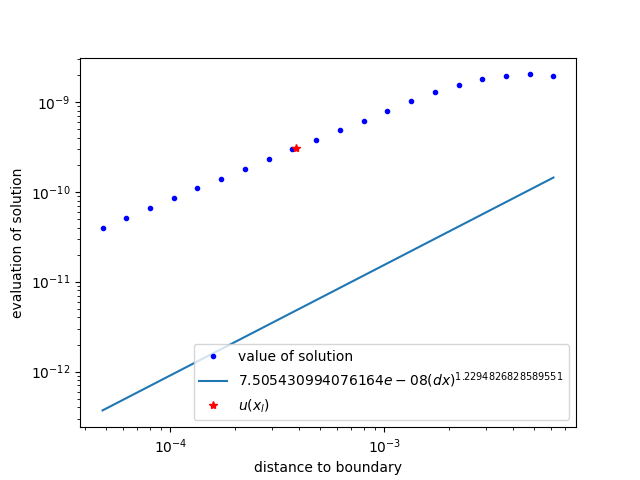 10^{-9}
10^{-10}
10^{-11}
10^{-12}
evaluation of solution
value of solution
7.505430994076164e − 08(dx)^{1.2294826828589551}
u(x_I)
10^{-4} 10^{-3}
distance to boundary